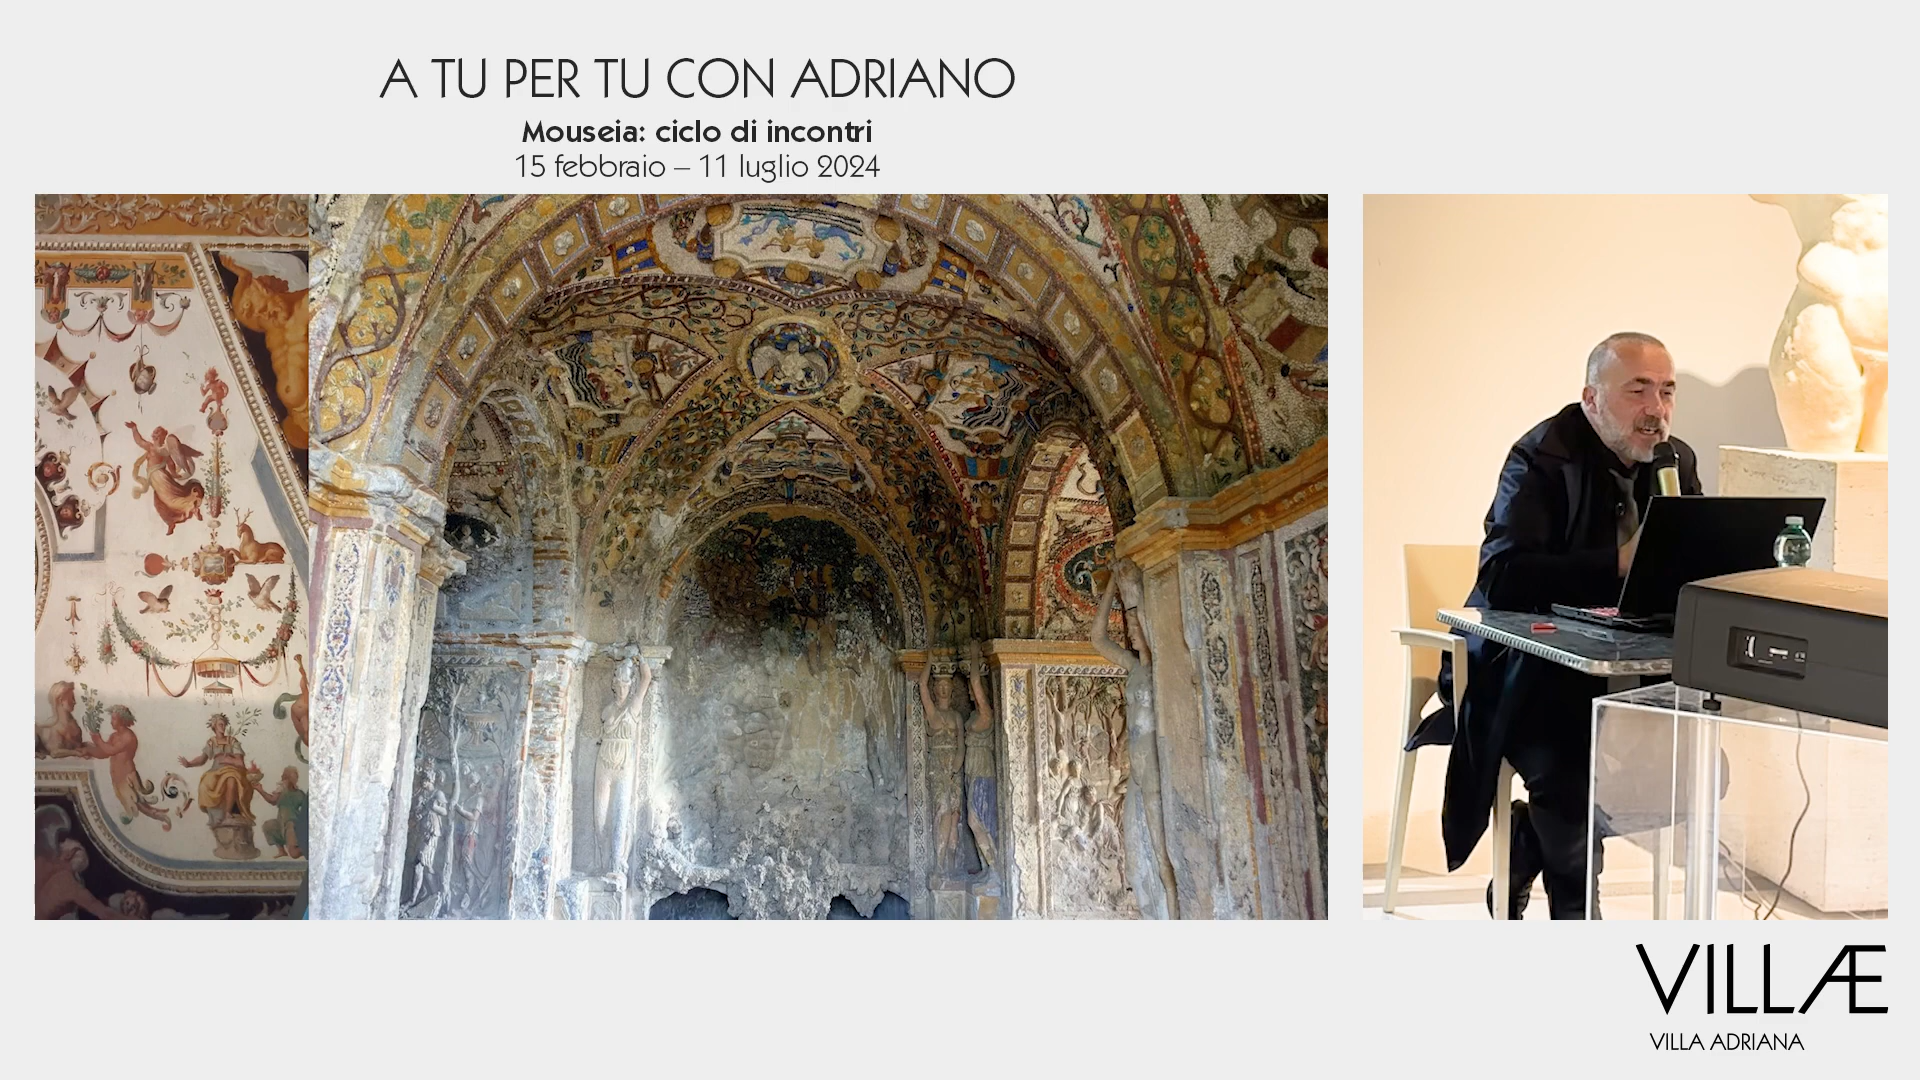 A TU PER TU CON ADRIANO
Mouseia: ciclo di incontri
15 febbraio – 11 luglio 2024
VILLÆ
VILLA ADRIANA